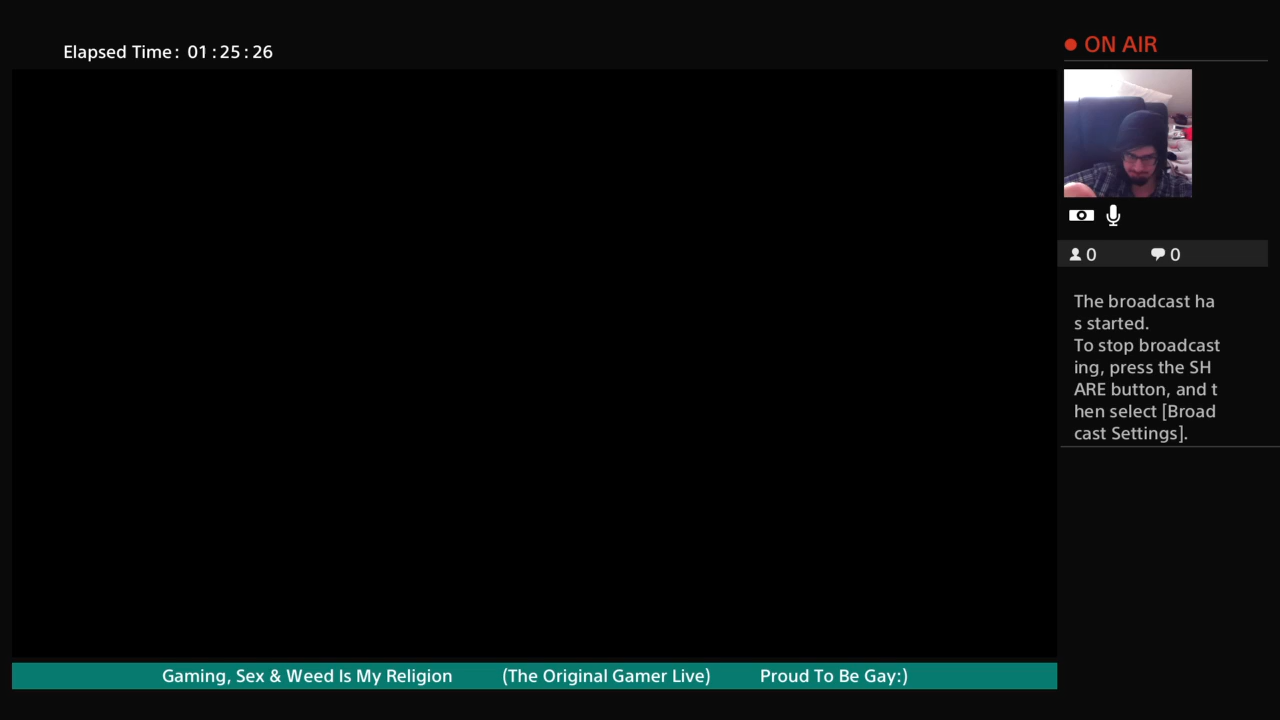 Elapsed Time: 01:25:26
ON AIR
0 0
The broadcast ha
s started.
To stop broadcast
ing, press the SH
ARE button, and t
hen select [Broad
cast Settings].
Gaming, Sex & Weed Is My Religion (The Original Gamer Live) Proud To Be Gay:)